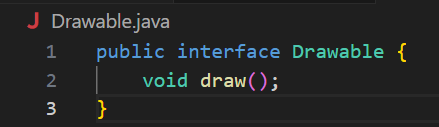 J Drawable.java
1 public interface Drawable {
2     void draw();
3 }